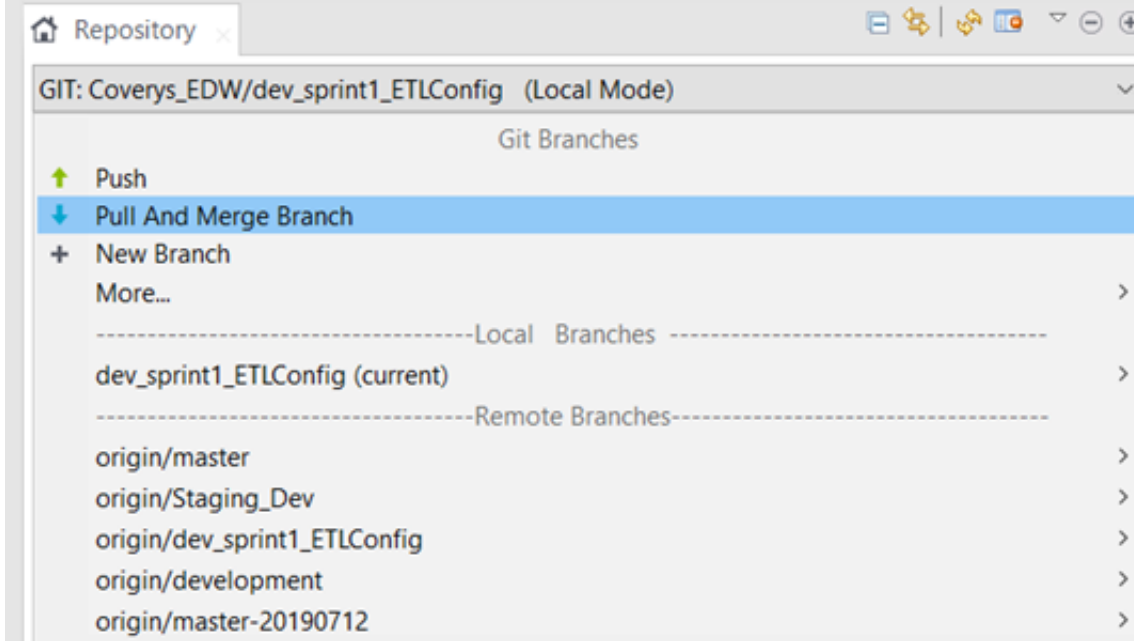 Repository
GIT: Coverys_EDW/dev_sprint1_ETLConfig (Local Mode)
Git Branches
Push
Pull And Merge Branch
New Branch
More...
-----------------------------------Local Branches -----------------------------------
dev_sprint1_ETLConfig (current)
-----------------------------------Remote Branches-----------------------------------
origin/master
origin/Staging_Dev
origin/dev_sprint1_ETLConfig
origin/development
origin/master-20190712